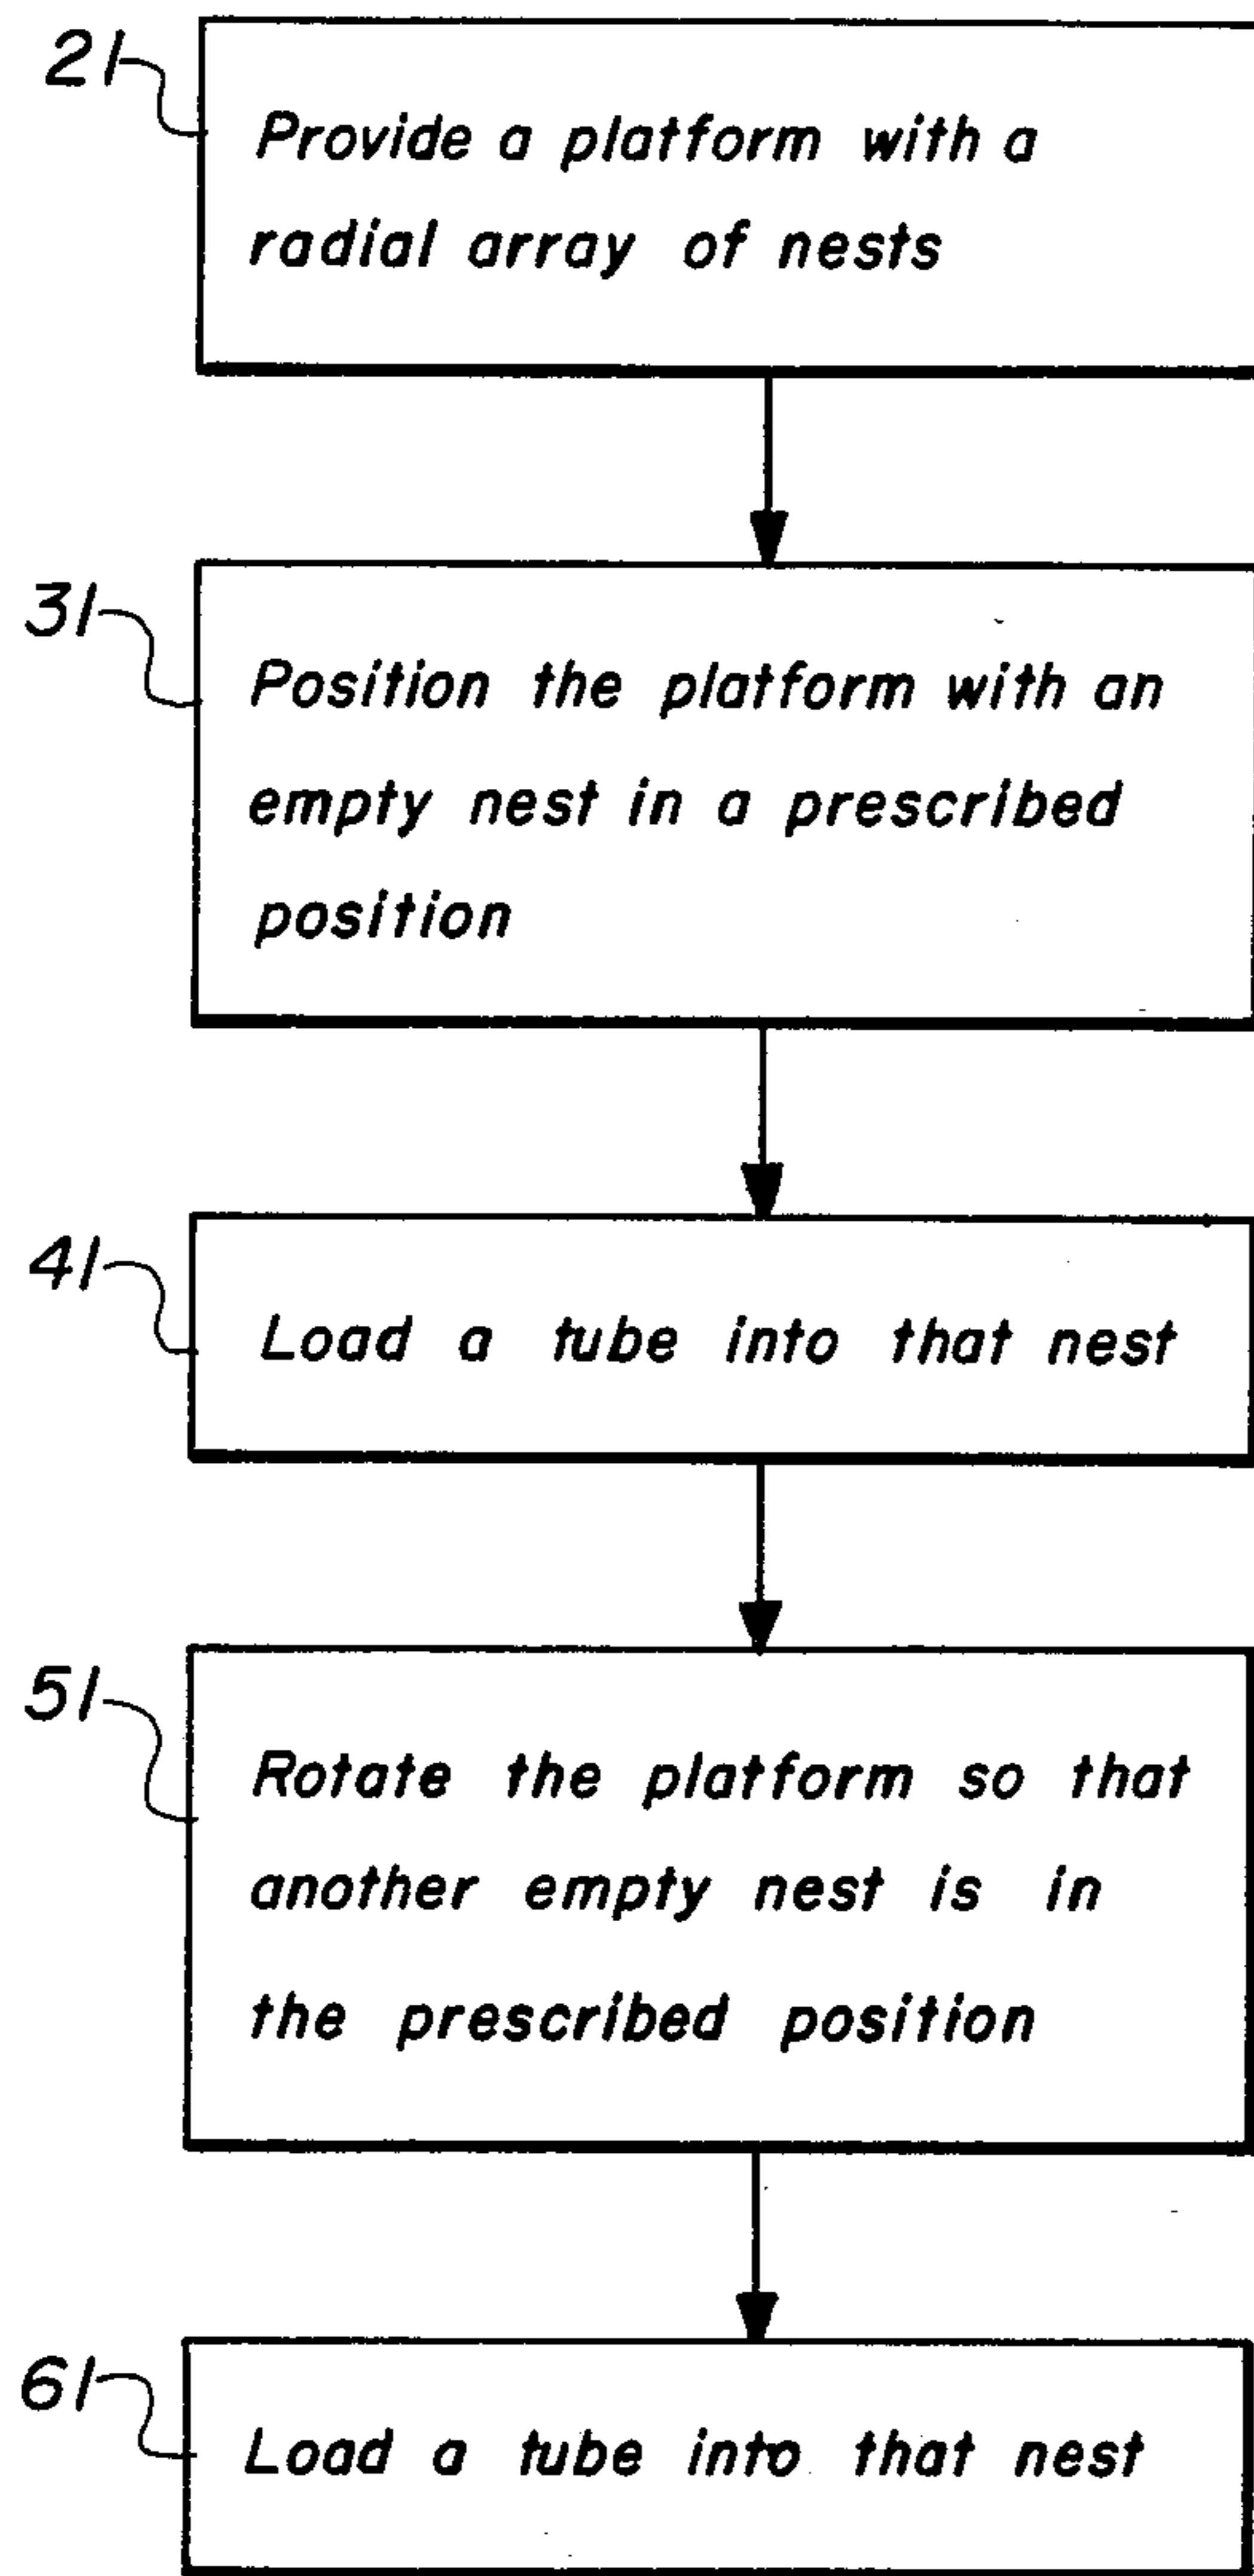 21
Provide a platform with a
radial array of nests
31
Position the platform with an
empty nest in a prescribed
position
41
Load a tube into that nest
51
Rotate the platform so that
another empty nest is in
the prescribed position
61
Load a tube into that nest